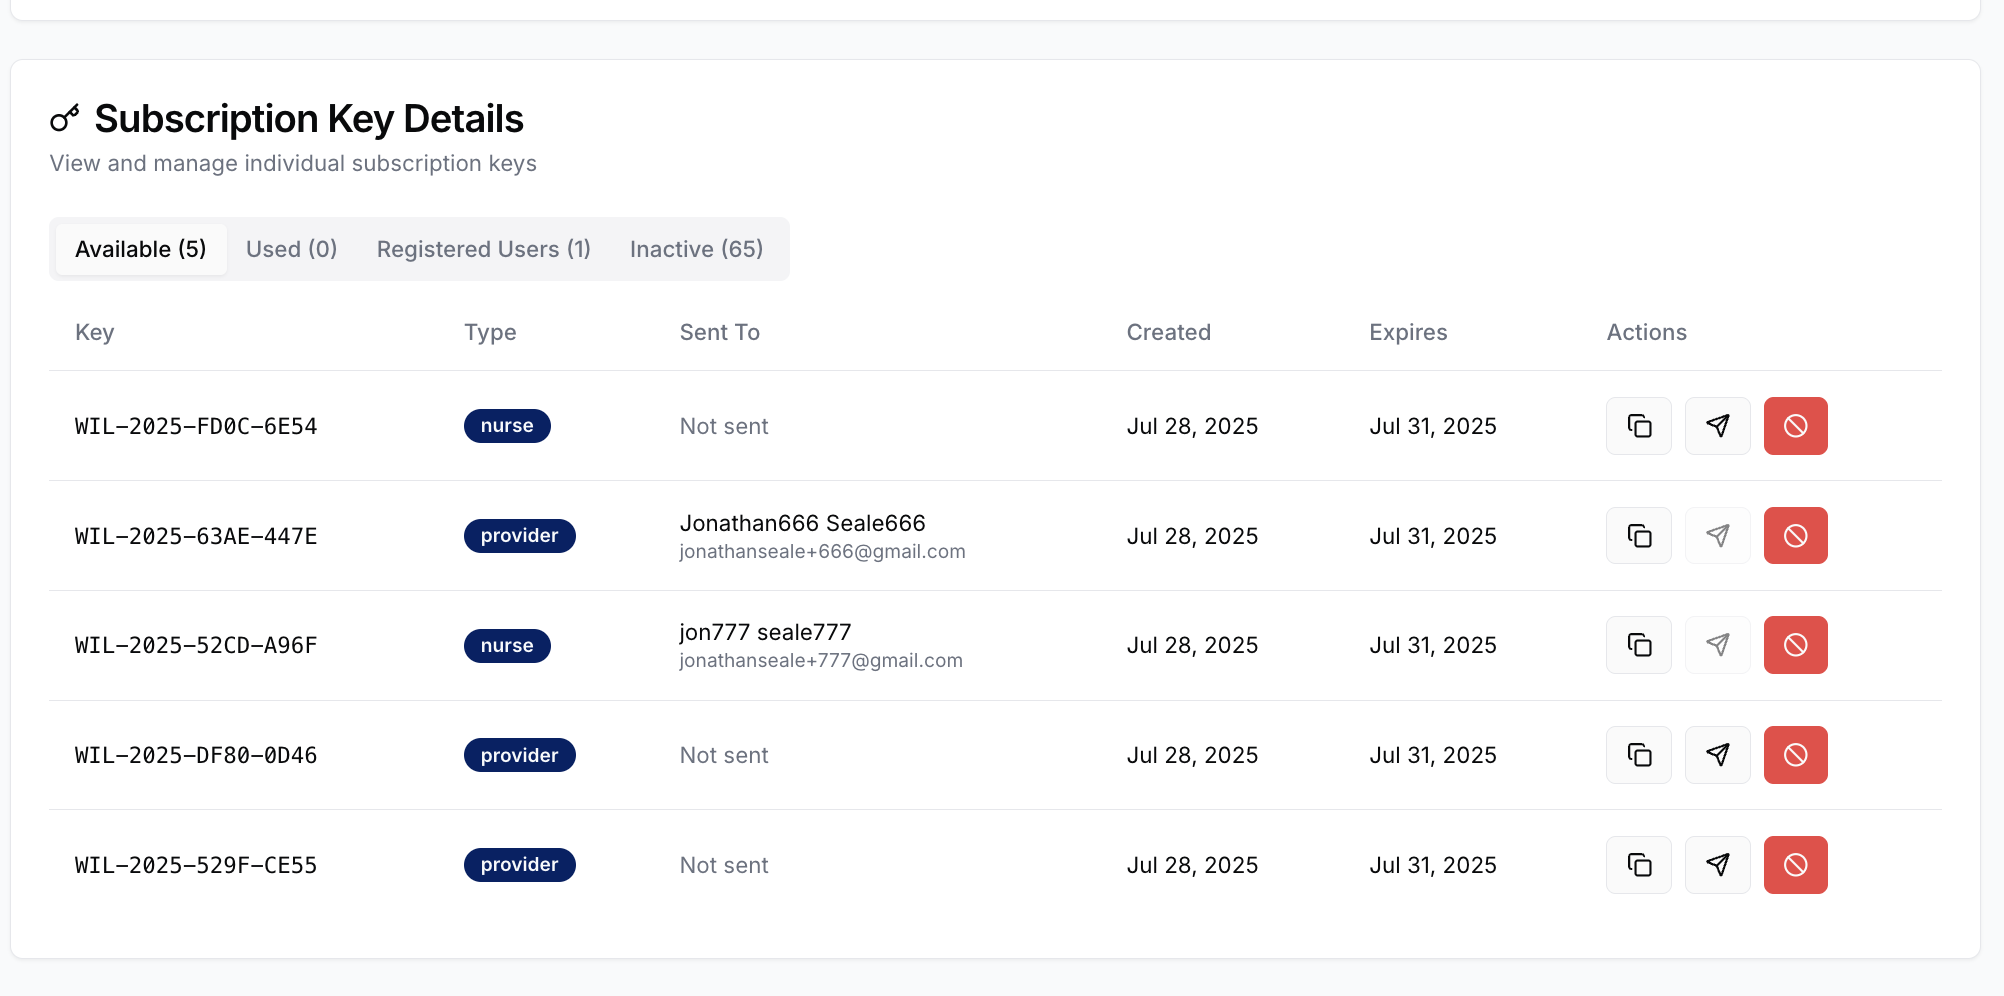 Subscription Key Details
View and manage individual subscription keys
Available (5) Used (0) Registered Users (1) Inactive (65)
Key Type Sent To Created Expires Actions
WIL-2025-FD0C-6E54 nurse Not sent Jul 28, 2025 Jul 31, 2025
WIL-2025-63AE-447E provider Jonathan666 Seale666 Jul 28, 2025 Jul 31, 2025
jonathanseale+666@gmail.com
WIL-2025-52CD-A96F nurse jon777 seale777 Jul 28, 2025 Jul 31, 2025
jonathanseale+777@gmail.com
WIL-2025-DF80-0D46 provider Not sent Jul 28, 2025 Jul 31, 2025
WIL-2025-529F-CE55 provider Not sent Jul 28, 2025 Jul 31, 2025